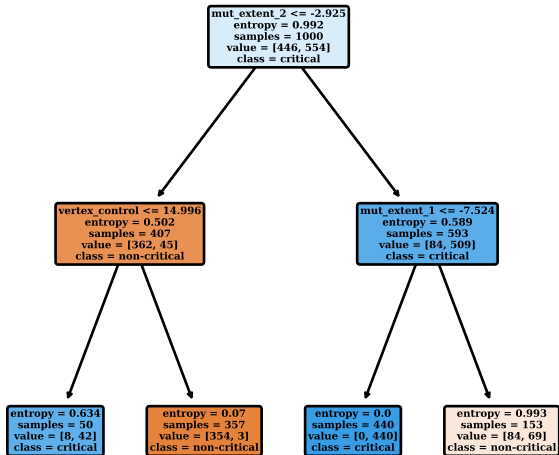 mut_extent_2 <= -2.925
entropy = 0.992
samples = 1000
value = [446, 554]
class = critical
vertex_control <= 14.996
entropy = 0.502
samples = 407
value = [362, 45]
class = non-critical
mut_extent_1 <= -7.524
entropy = 0.589
samples = 593
value = [84, 509]
class = critical
entropy = 0.634
samples = 50
value = [8, 42]
class = critical
entropy = 0.07
samples = 357
value = [354, 3]
class = non-critical
entropy = 0.0
samples = 440
value = [0, 440]
class = critical
entropy = 0.993
samples = 153
value = [84, 69]
class = non-critical